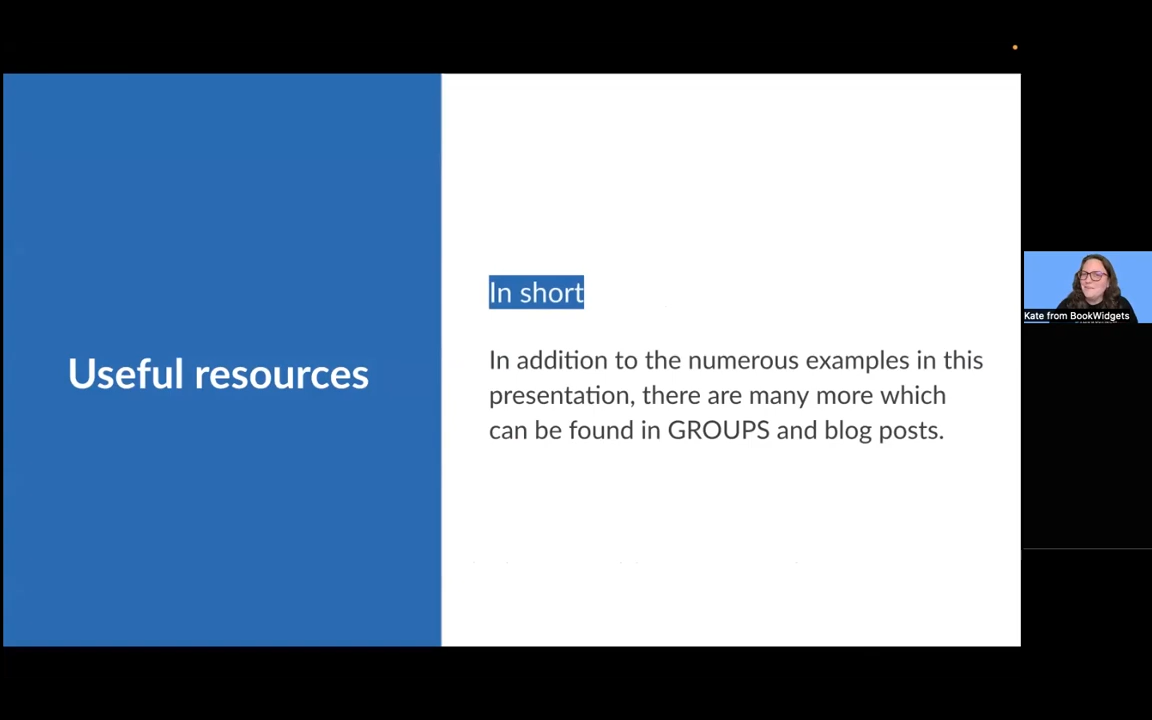 Useful resources
In short
In addition to the numerous examples in this
presentation, there are many more which
can be found in GROUPS and blog posts.
Kate from BookWidgets